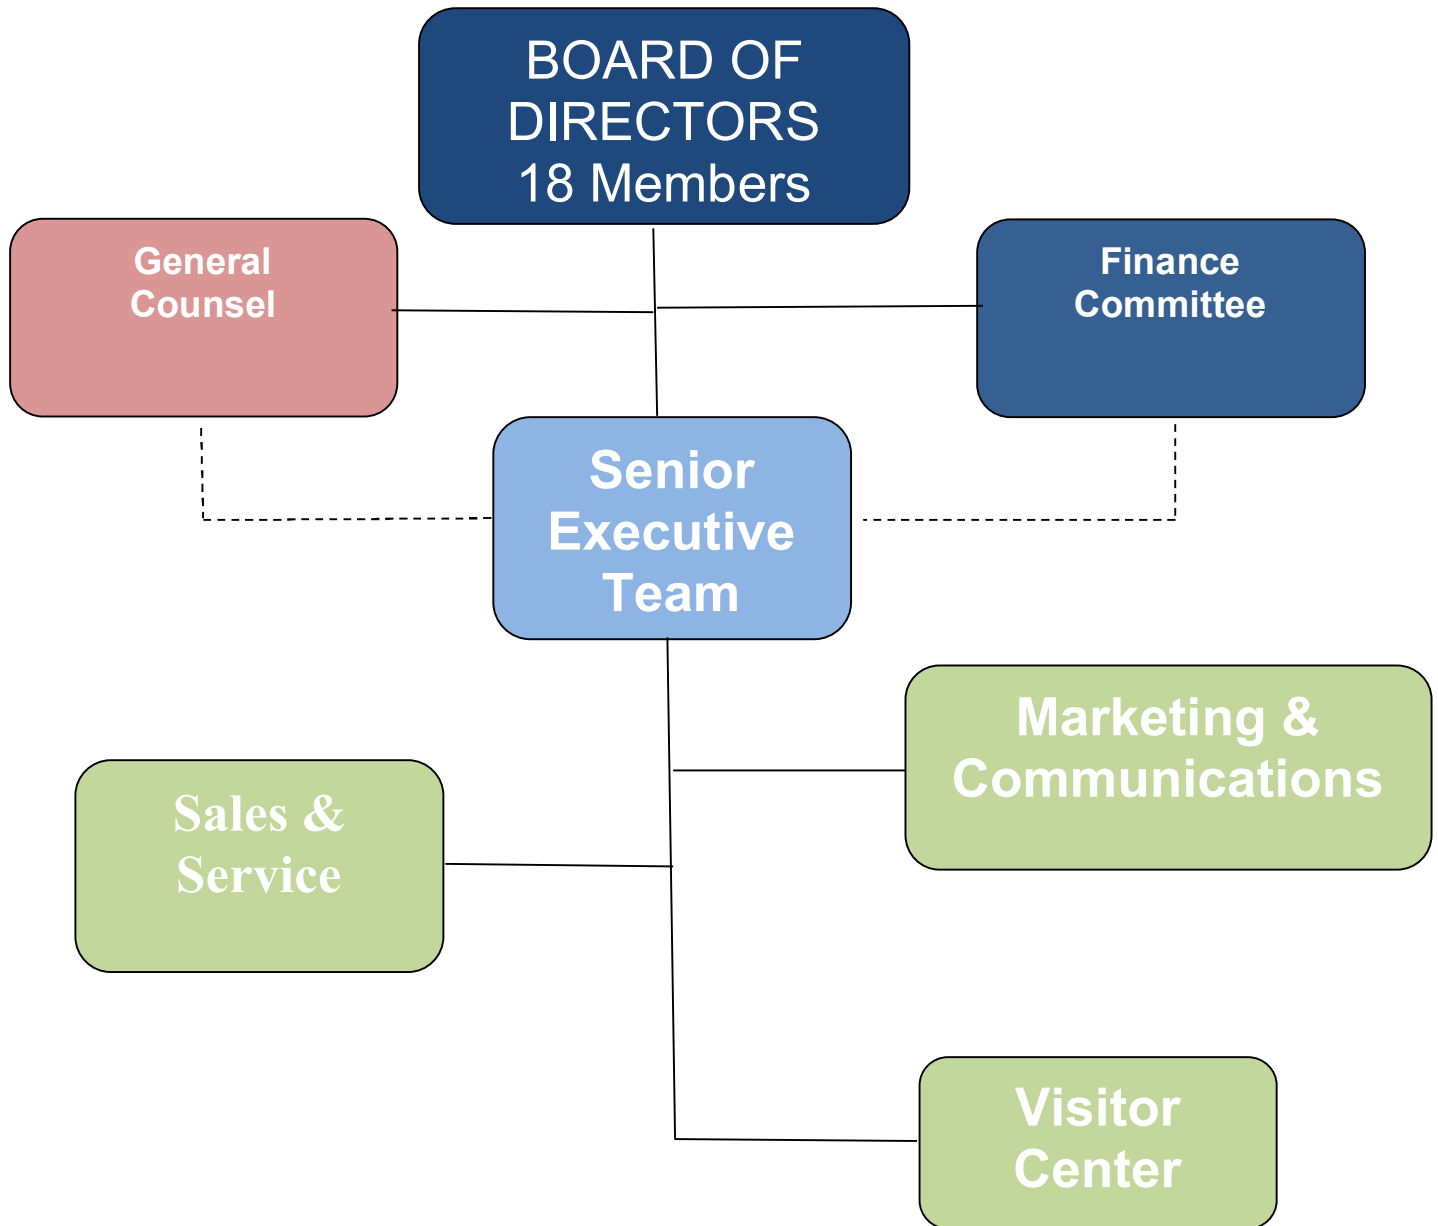 BOARD OF
DIRECTORS
18 Members
General
Counsel
Finance
Committee
Senior
Executive
Team
Marketing &
Communications
Sales &
Service
Visitor
Center